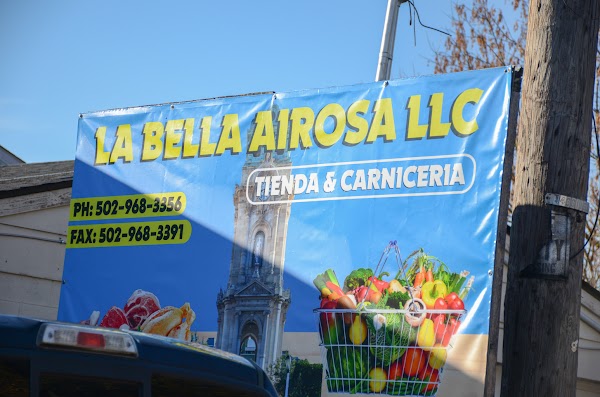 LA BELLA AIROSA LLC
TIENDA & CARNICERIA
PH: 502-968-3356
FAX: 502-968-3391